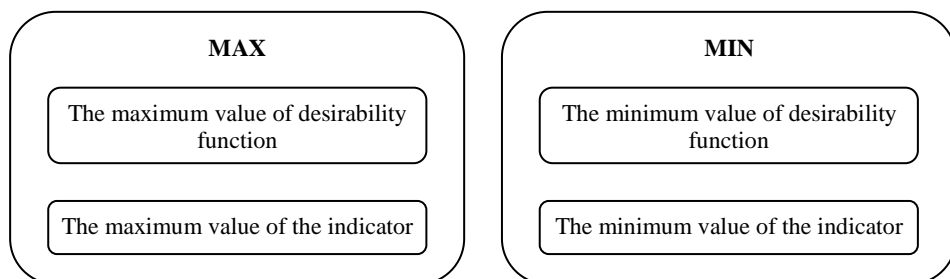 MAX
The maximum value of desirability
function
The maximum value of the indicator
MIN
The minimum value of desirability
function
The minimum value of the indicator